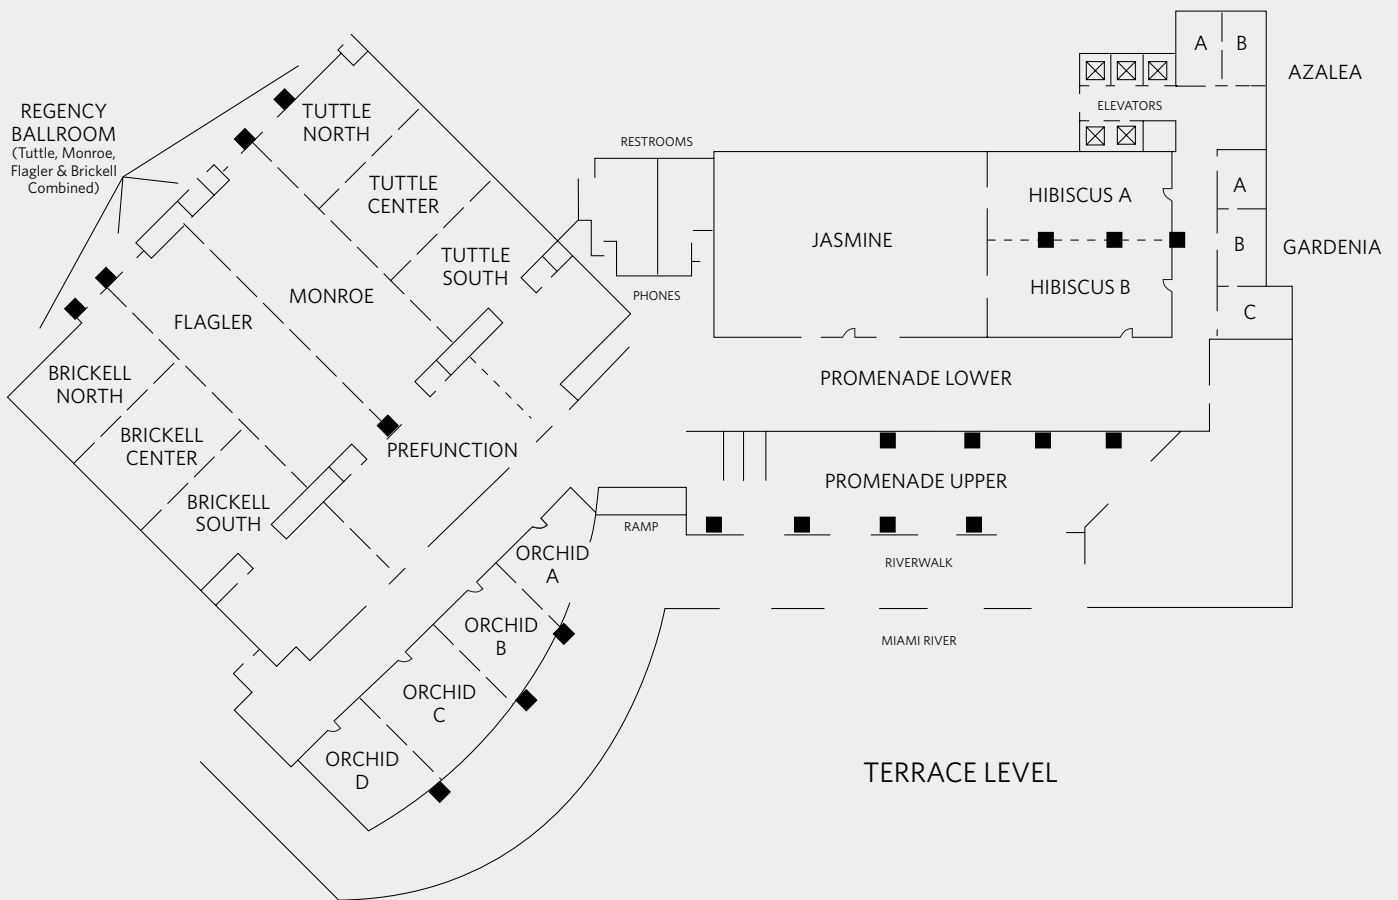 REGENCY
BALLROOM
(Tuttle, Monroe,
Flagler & Brickell
Combined)
TUTTLE
NORTH
TUTTLE
CENTER
TUTTLE
SOUTH
MONROE
FLAGLER
BRICKELL
NORTH
BRICKELL
CENTER
BRICKELL
SOUTH
PREFUNCTION
RESTROOMS
PHONES
JASMINE
HIBISCUS A
HIBISCUS B
ELEVATORS
A
B
AZALEA
A
B
GARDENIA
C
PROMENADE LOWER
PROMENADE UPPER
RAMP
RIVERWALK
MIAMI RIVER
ORCHID
A
ORCHID
B
ORCHID
C
ORCHID
D
TERRACE LEVEL